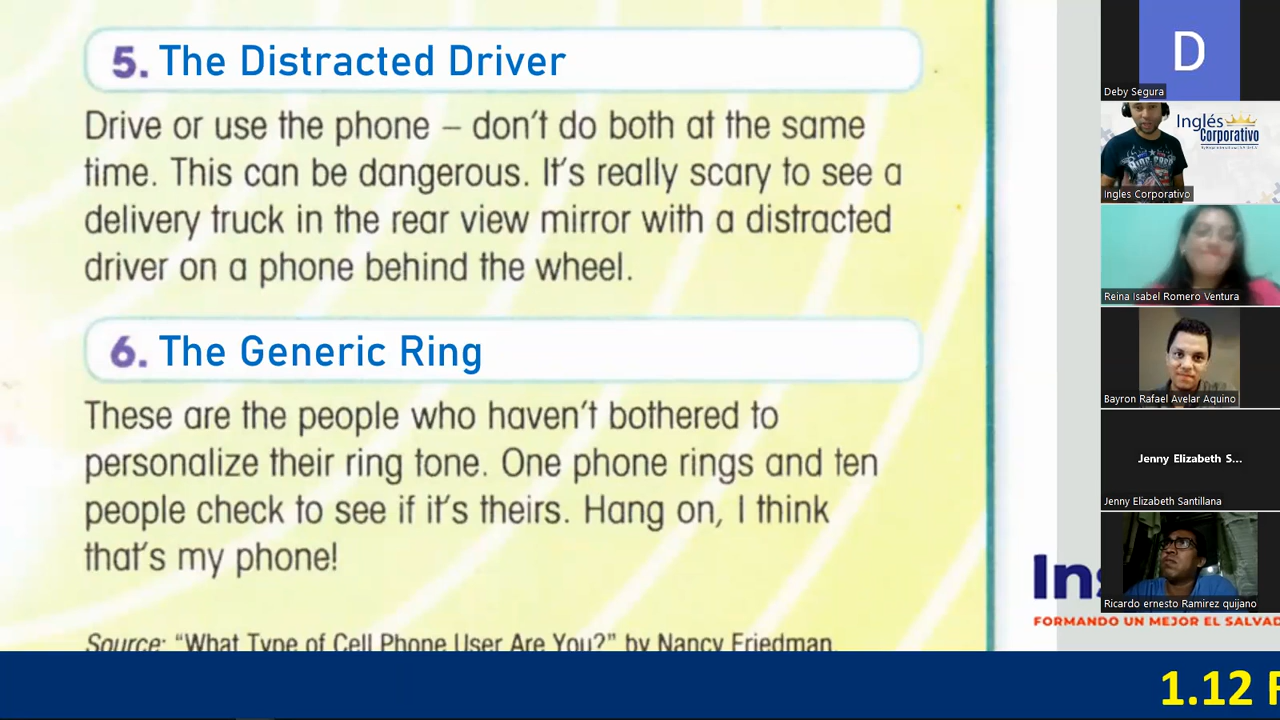 5. The Distracted Driver
Drive or use the phone – don't do both at the same
time. This can be dangerous. It's really scary to see a
delivery truck in the rear view mirror with a distracted
driver on a phone behind the wheel.
6. The Generic Ring
These are the people who haven't bothered to
personalize their ring tone. One phone rings and ten
people check to see if it's theirs. Hang on, I think
that's my phone!
Source: "What Type of Cell Phone User Are You?" by Nancy Friedman
D
Deby Segura
Inglés
Corporativo
Ingles Corporativo
Reina Isabel Romero Ventura
Bayron Rafael Avelar Aquino
Jenny Elizabeth S...
Jenny Elizabeth Santillana
Ricardo ernesto Ramirez quijano
In
FORMANDO UN MEJOR EL SALVAD
1.12 F